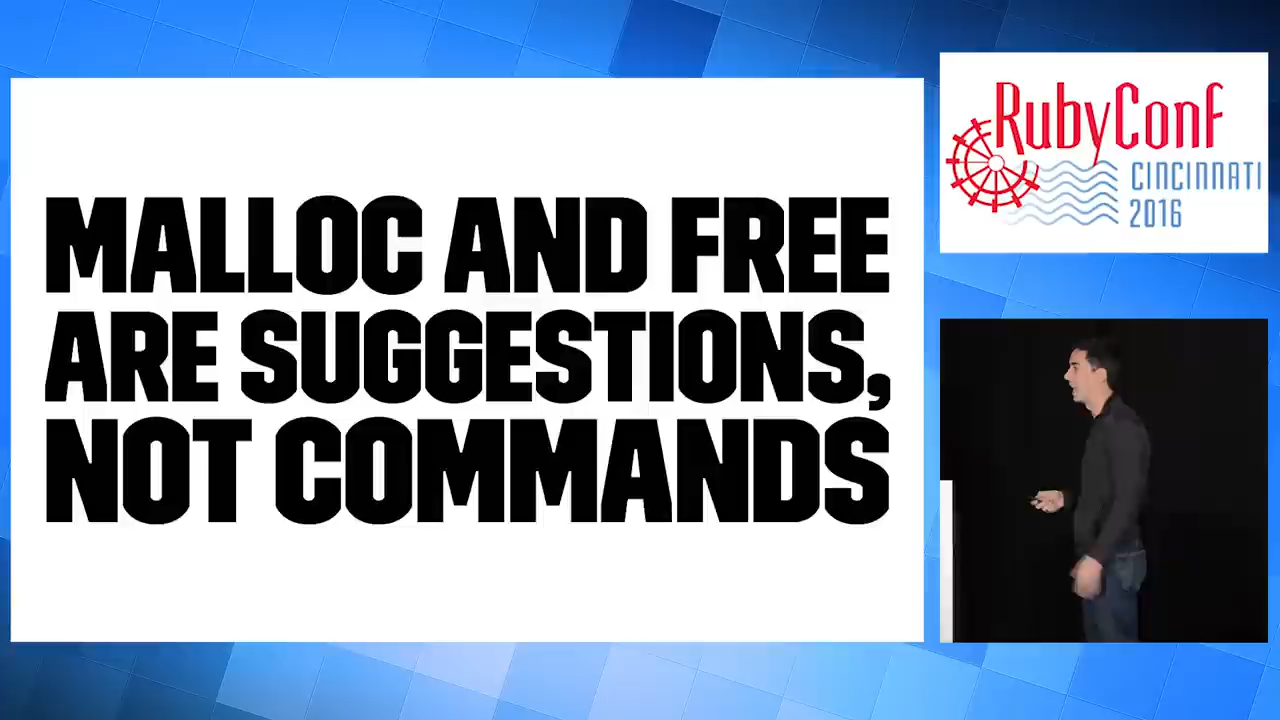 MALLOC AND FREE
ARE SUGGESTIONS,
NOT COMMANDS
RubyConf
CINCINNATI
2016